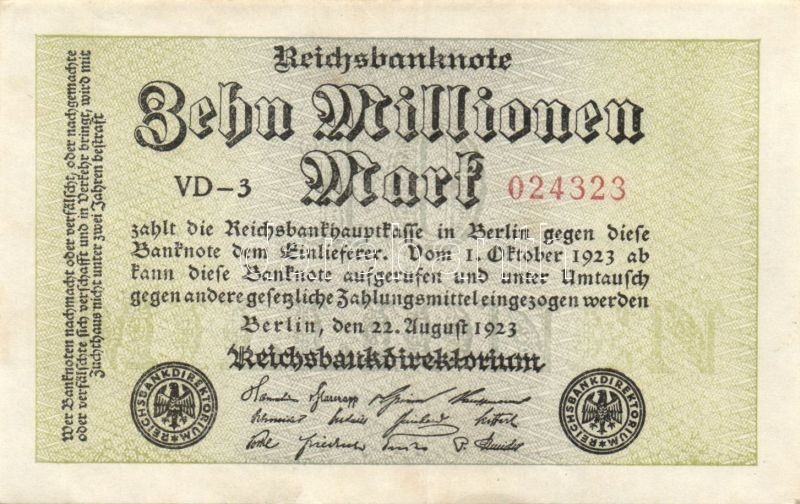 Reichsbanknote
Zehn Millionen
Mark
VD-3
024323
zahlt die Reichsbankhauptkasse in Berlin gegen diese
Banknote dem Einlieferer. Vom 1. Oktober 1923 ab
kann diese Banknote aufgerufen und unter Umtausch
gegen andere gesetzliche Zahlungsmittel eingezogen werden
Berlin, den 22. August 1923
Reichsbankdirektorium
REICHSBANKDIREKTORIUM
REICHSBANKDIREKTORIUM
Wer Banknoten nachmacht oder verfälscht, oder nachgemachte
oder verfälschte sich verschafft und in Verkehr bringt, wird mit
Zuchthaus nicht unter zwei Jahren bestraft